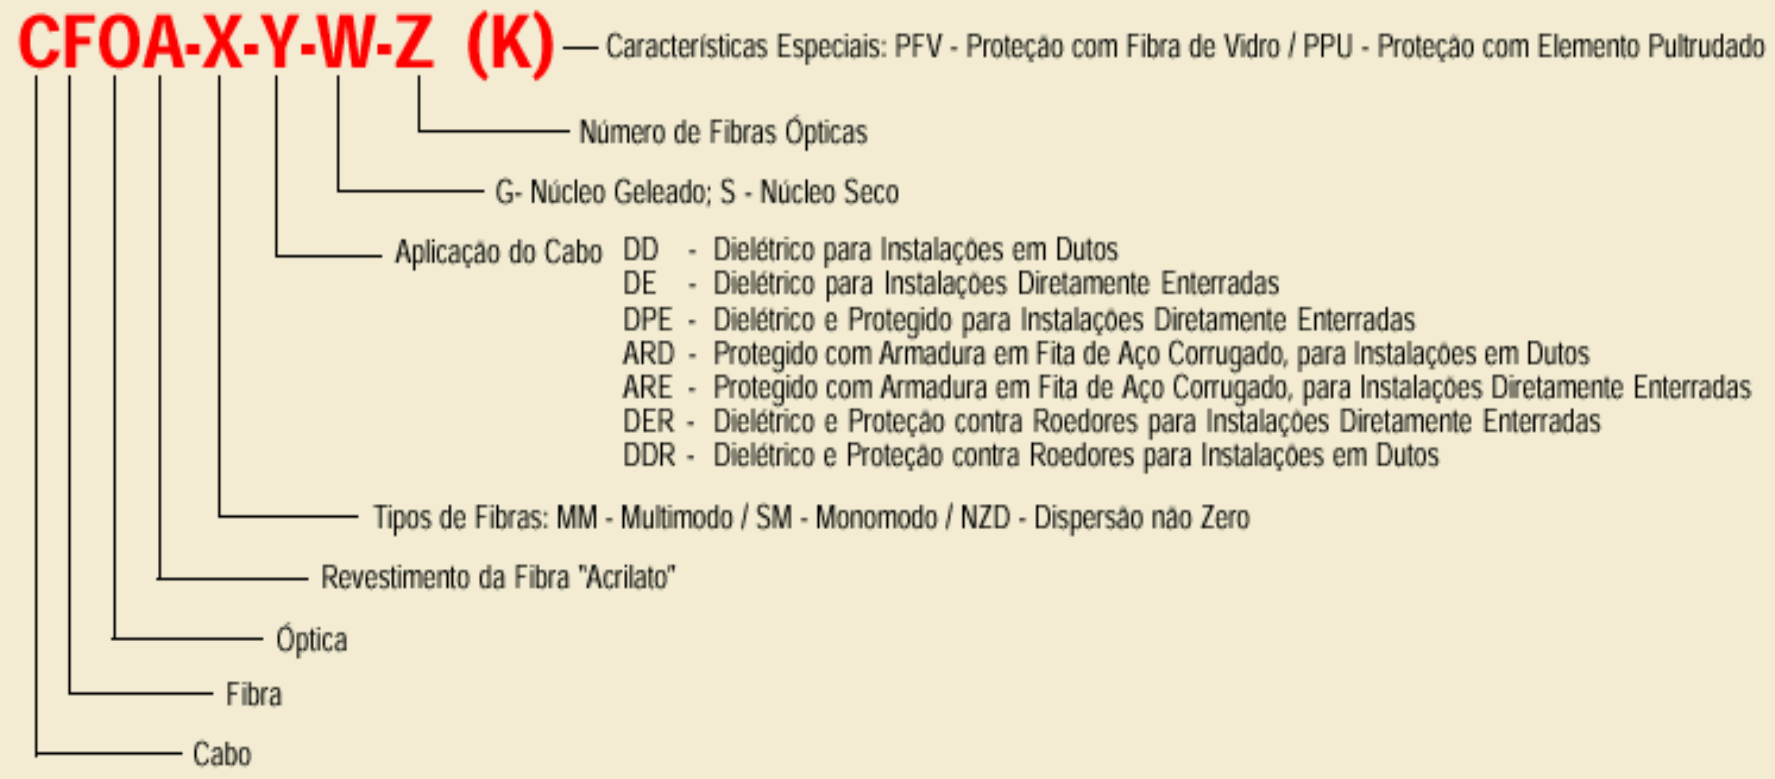 CFOA-X-Y-W-Z (K) Características Especiais: PFV - Proteção com Fibra de Vidro / PPU - Proteção com Elemento Pultrudado
Número de Fibras Ópticas
G- Núcleo Geleado; S - Núcleo Seco
Aplicação do Cabo DD - Dielétrico para Instalações em Dutos
DE - Dielétrico para Instalações Diretamente Enterradas
DPE - Dielétrico e Protegido para Instalações Diretamente Enterradas
ARD - Protegido com Armadura em Fita de Aço Corrugado, para Instalações em Dutos
ARE - Protegido com Armadura em Fita de Aço Corrugado, para Instalações Diretamente Enterradas
DER - Dielétrico e Proteção contra Roedores para Instalações Diretamente Enterradas
DDR - Dielétrico e Proteção contra Roedores para Instalações em Dutos
Tipos de Fibras: MM - Multimodo / SM - Monomodo / NZD - Dispersão não Zero
Revestimento da Fibra "Acrilato"
Óptica
Fibra
Cabo